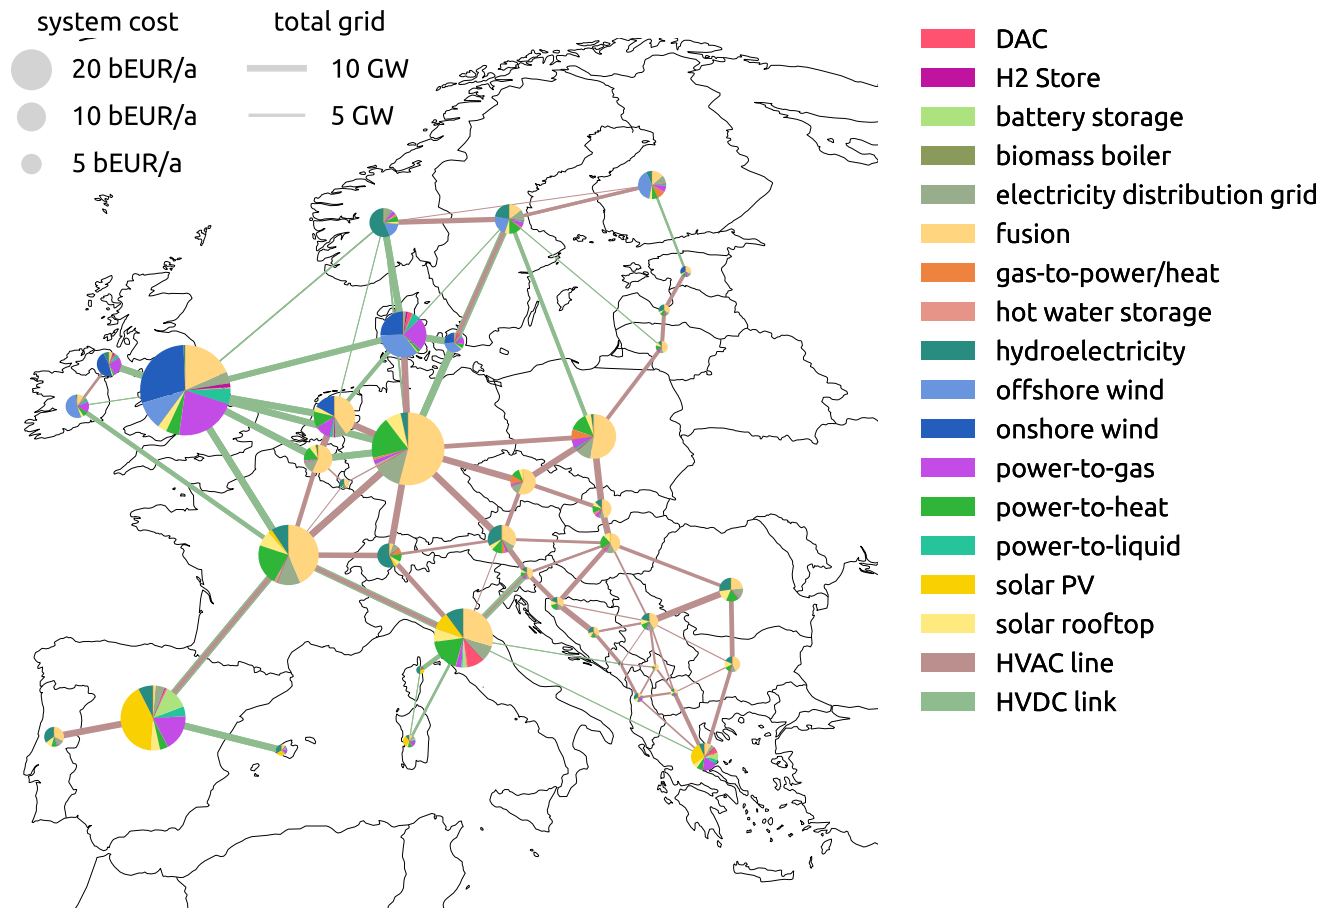 system cost
20 bEUR/a
10 bEUR/a
5 bEUR/a
total grid
10 GW
5 GW
DAC
H2 Store
battery storage
biomass boiler
electricity distribution grid
fusion
gas-to-power/heat
hot water storage
hydroelectricity
offshore wind
onshore wind
power-to-gas
power-to-heat
power-to-liquid
solar PV
solar rooftop
HVAC line
HVDC link